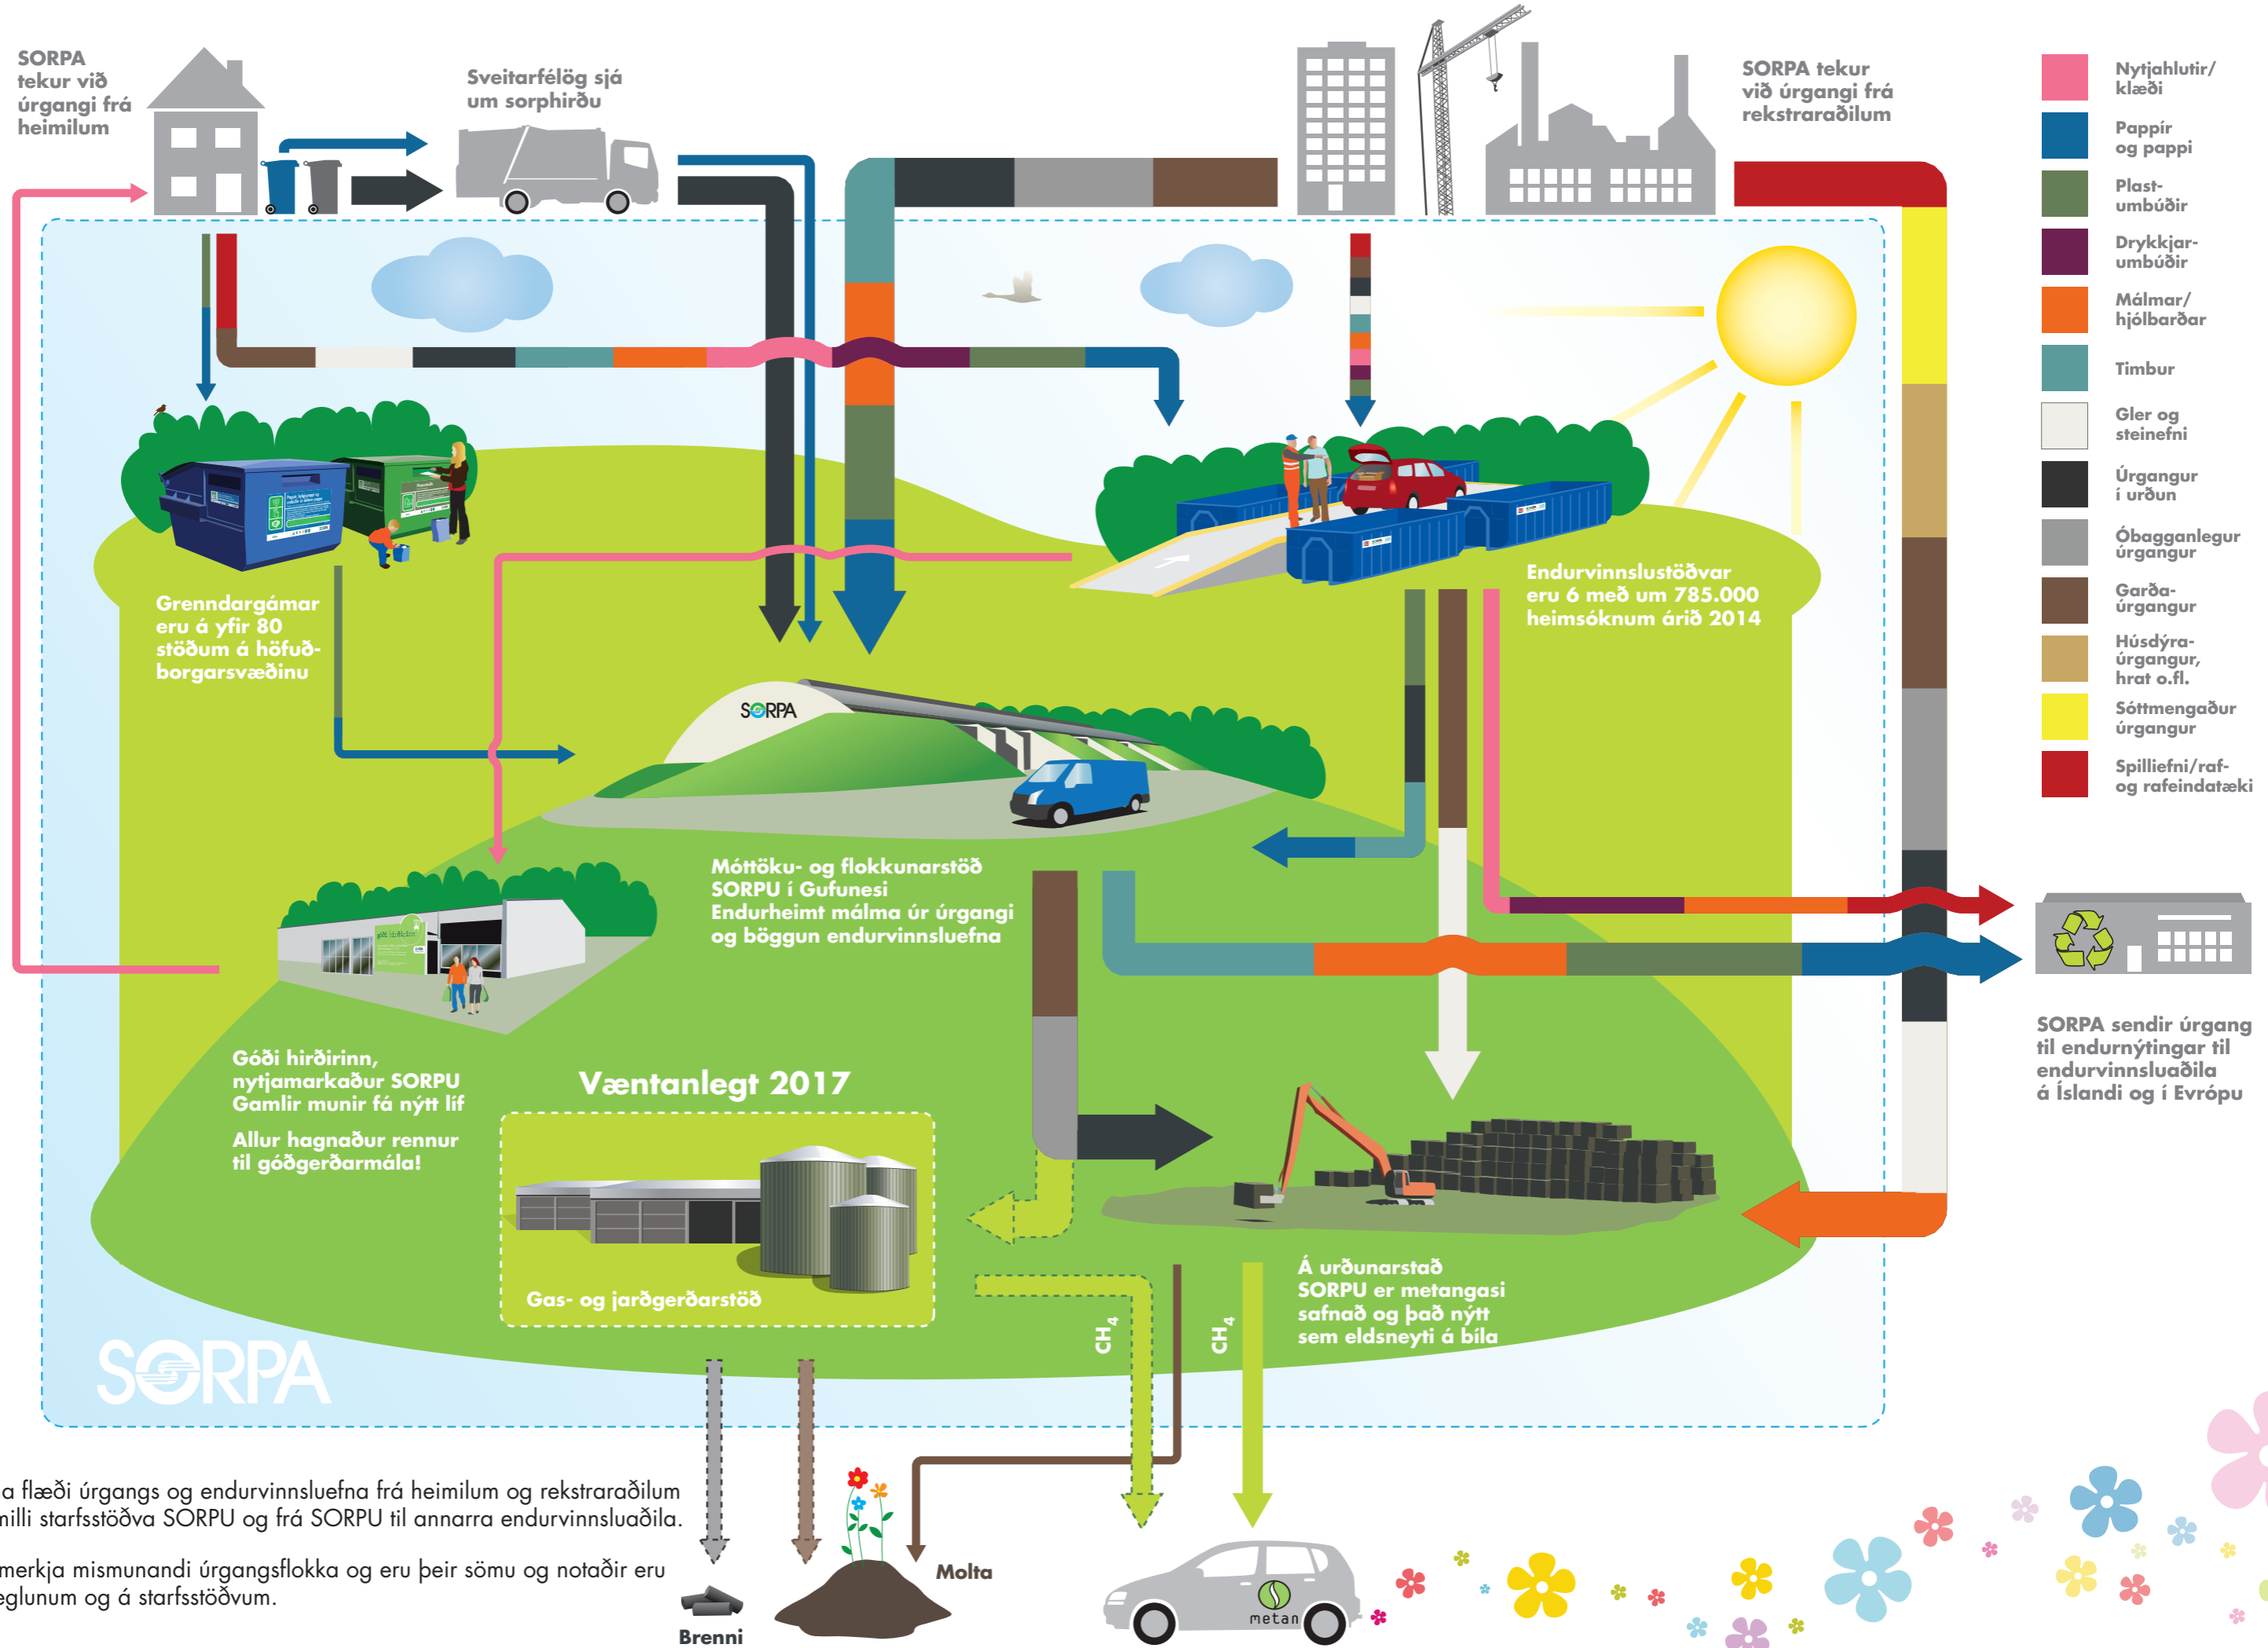 SORPA
tekur við
úrgangi frá
heimilum
Sveitarfélög sjá
um sorphirðu
SORPA tekur
við úrgangi frá
rekstraraðilum
Nytjahlutir/
klæði
Pappír
og pappi
Plast-
umbúðir
Drykkjar-
umbúðir
Málmar/
hjólbarðar
Timbur
Gler og
steinefni
Úrgangur
í urðun
Óbagganlegur
úrgangur
Garða-
úrgangur
Húsdýra-
úrgangur,
hrat o.fl.
Sóttmengaður
úrgangur
Spilliefni/raf-
og rafeindatæki
Grenndargámar
eru á yfir 80
stöðum á höfuð-
borgarsvæðinu
Endurvinnslustöðvar
eru 6 með um 785.000
heimsóknum árið 2014
SORPA
Móttöku- og flokkunarstöð
SORPU í Gufunesi
Endurheimt málma úr úrgangi
og böggun endurvinnsluefna
Góði hirðirinn,
nytjamarkaður SORPU
Gamlir munir fá nýtt líf
Allur hagnaður rennur
til góðgerðarmála!
SORPA sendir úrgang
til endurnýtingar til
endurvinnsluaðila
á Íslandi og í Evrópu
Væntanlegt 2017
Gas- og jarðgerðarstöð
Á urðunarstað
SORPU er metangasi
safnað og það nýtt
sem eldsneyti á bíla
CH₄
CH₄
SORPA
a flæði úrgangs og endurvinnsluefna frá heimilum og rekstraraðilum
milli starfsstöðva SORPU og frá SORPU til annarra endurvinnsluaðila.
merkja mismunandi úrgangsflokka og eru þeir sömu og notaðir eru
eglunum og á starfsstöðvum.
Brenni
Molta
metan